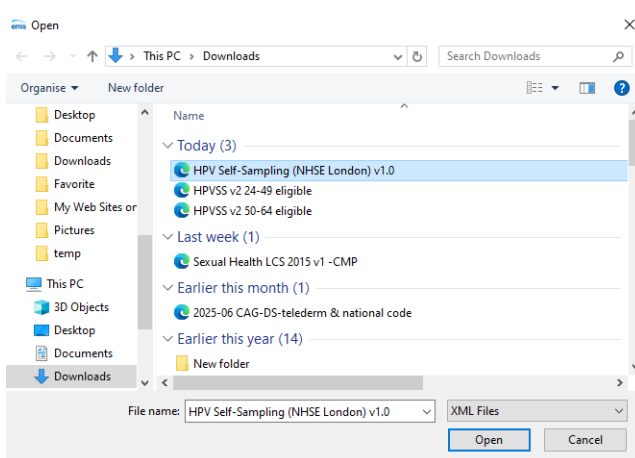 emis Open
This PC > Downloads
Search Downloads
Organise
New folder
Name
Desktop
Documents
Downloads
Favorite
My Web Sites on
Pictures
temp
This PC
3D Objects
Desktop
Documents
Downloads
Today (3)
HPV Self-Sampling (NHSE London) v1.0
HPVSS v2 24-49 eligible
HPVSS v2 50-64 eligible
Last week (1)
Sexual Health LCS 2015 v1 -CMP
Earlier this month (1)
2025-06 CAG-DS-telederm & national code
Earlier this year (14)
New folder
File name: HPV Self-Sampling (NHSE London) v1.0
XML Files
Open
Cancel